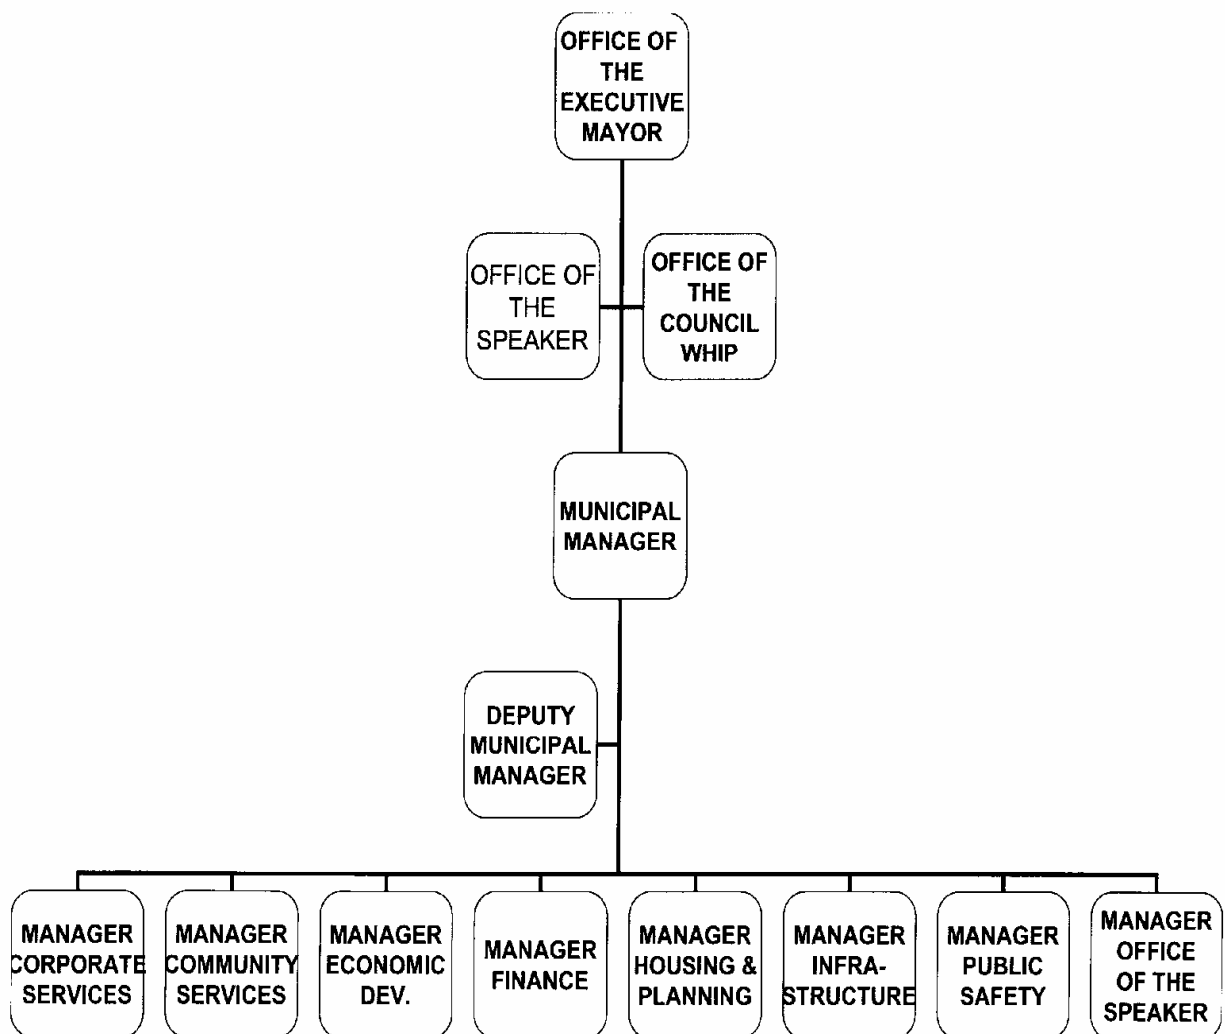 OFFICE OF
THE
EXECUTIVE
MAYOR
OFFICE OF
THE
SPEAKER
OFFICE OF
THE
COUNCIL
WHIP
MUNICIPAL
MANAGER
DEPUTY
MUNICIPAL
MANAGER
MANAGER
CORPORATE
SERVICES
MANAGER
COMMUNITY
SERVICES
MANAGER
ECONOMIC
DEV.
MANAGER
FINANCE
MANAGER
HOUSING &
PLANNING
MANAGER
INFRA-
STRUCTURE
MANAGER
PUBLIC
SAFETY
MANAGER
OFFICE
OF THE
SPEAKER